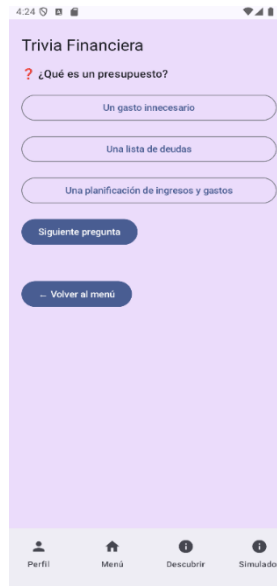 4:24
Trivia Financiera
❓ ¿Qué es un presupuesto?
Un gasto innecesario
Una lista de deudas
Una planificación de ingresos y gastos
Siguiente pregunta
← Volver al menú
Perfil
Menú
Descubrir
Simulado